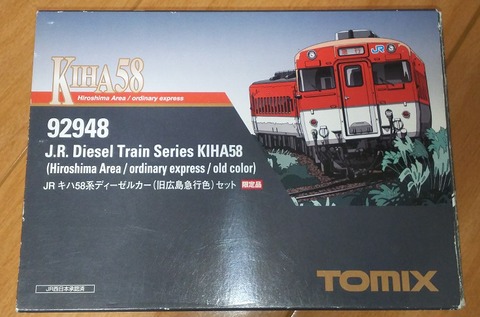 KIHA58
Hiroshima Area / ordinary express
急行
JR
92948
J.R. Diesel Train Series KIHA58
(Hiroshima Area / ordinary express / old color)
JR キハ58系ディーゼルカー(旧広島急行色)セット 限定品
JR西日本承認済
TOMIX